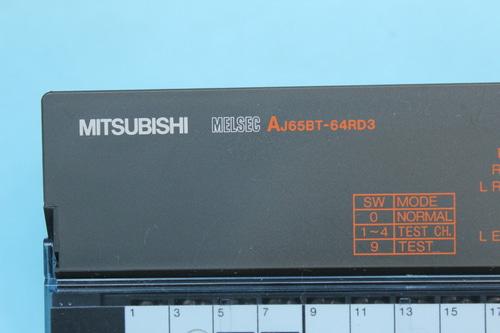 MITSUBISHI MELSEC AJ65BT-64RD3
R
L R
SW MODE
0 NORMAL
1~4 TEST CH.
9 TEST
L E
1 3 5 7 9 11 13 15 17